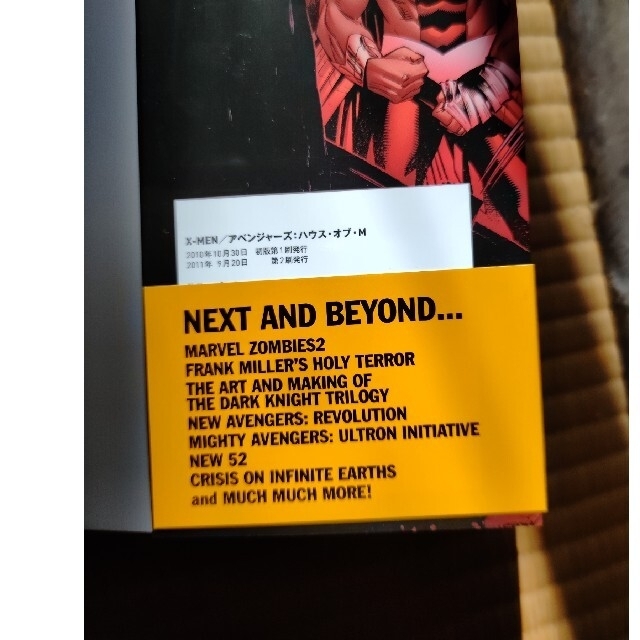 X-MEN／アベンジャーズ：ハウス・オブ・M
2010年10月30日　初版第1刷発行
2011年 9月20日　第2刷発行
NEXT AND BEYOND...
MARVEL ZOMBIES2
FRANK MILLER'S HOLY TERROR
THE ART AND MAKING OF
THE DARK KNIGHT TRILOGY
NEW AVENGERS: REVOLUTION
MIGHTY AVENGERS: ULTRON INITIATIVE
NEW 52
CRISIS ON INFINITE EARTHS
and MUCH MUCH MORE!